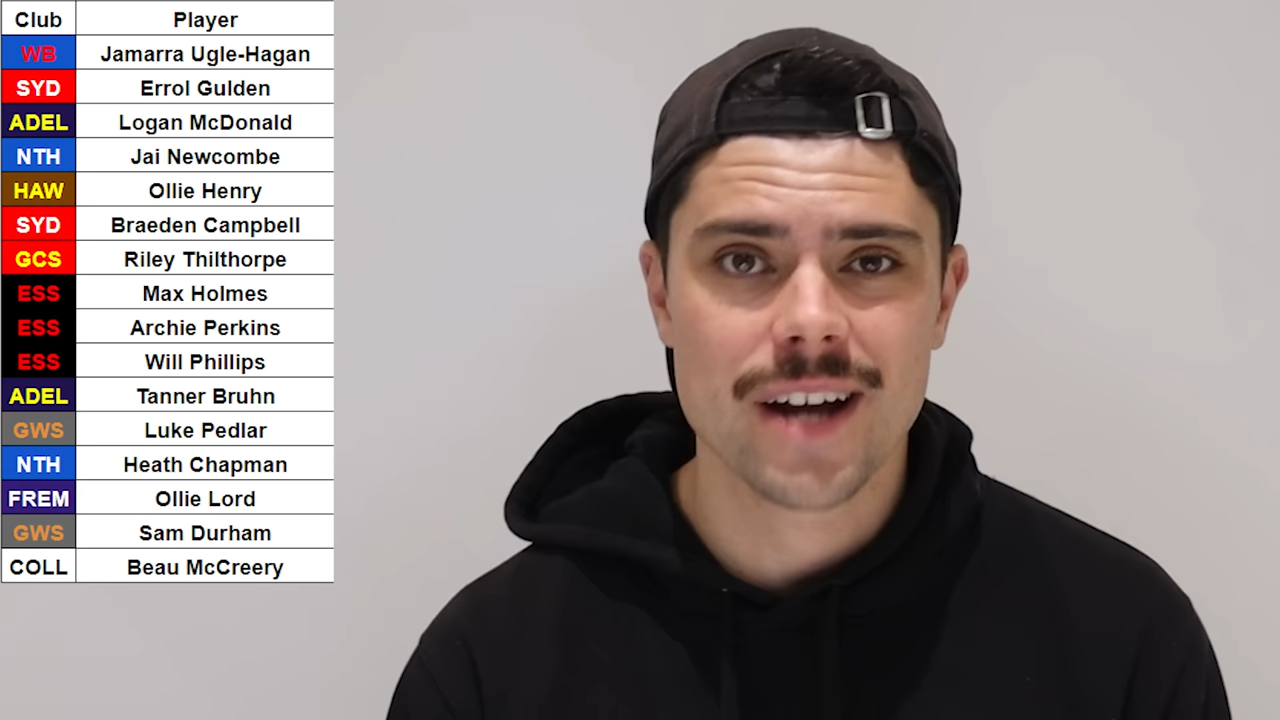 Club Player
WB Jamarra Ugle-Hagan
SYD Errol Gulden
ADEL Logan McDonald
NTH Jai Newcombe
HAW Ollie Henry
SYD Braeden Campbell
GCS Riley Thilthorpe
ESS Max Holmes
ESS Archie Perkins
ESS Will Phillips
ADEL Tanner Bruhn
GWS Luke Pedlar
NTH Heath Chapman
FREM Ollie Lord
GWS Sam Durham
COLL Beau McCreery